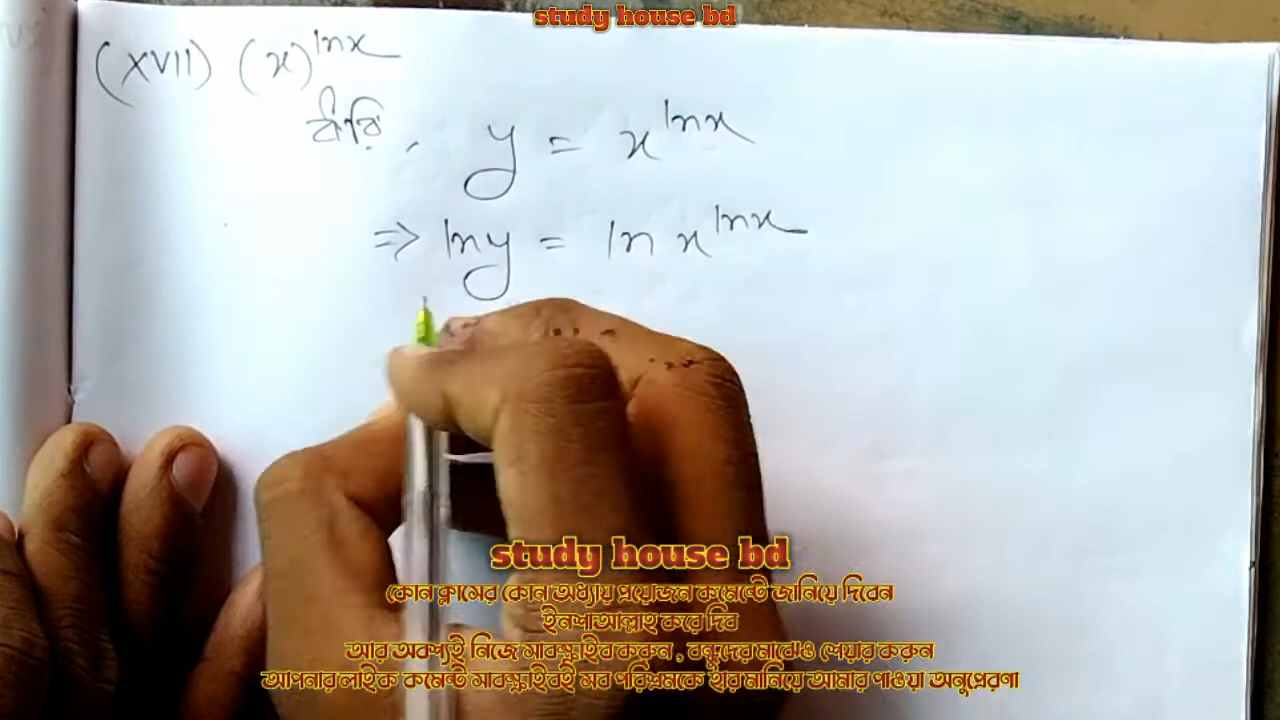 study house bd
(XVII) (x)^lnx
ধরি, y = x^lnx
⇒ lny = ln x^lnx
study house bd
কোন ক্লাসের কোন অধ্যায় প্রয়োজন কমেন্টে জানিয়ে দিবেন
ইনশাআল্লাহ করে দিব
আর অবশ্যই নিজে সাবস্ক্রাইব করুন , বন্ধুদের মাঝেও শেয়ার করুন
আপনার লাইক কমেন্ট সাবস্ক্রাইবই সব পরিশ্রমকে হার মানিয়ে আমার পাওয়া অনুপ্রেরণা